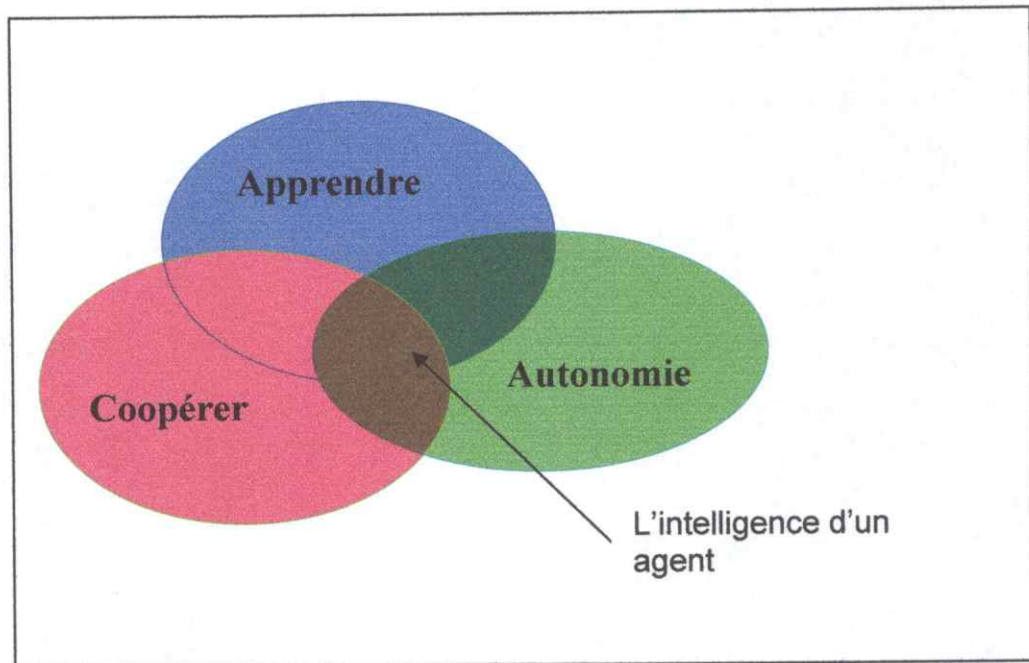 Apprendre
Autonomie
Coopérer
L'intelligence d'un
agent